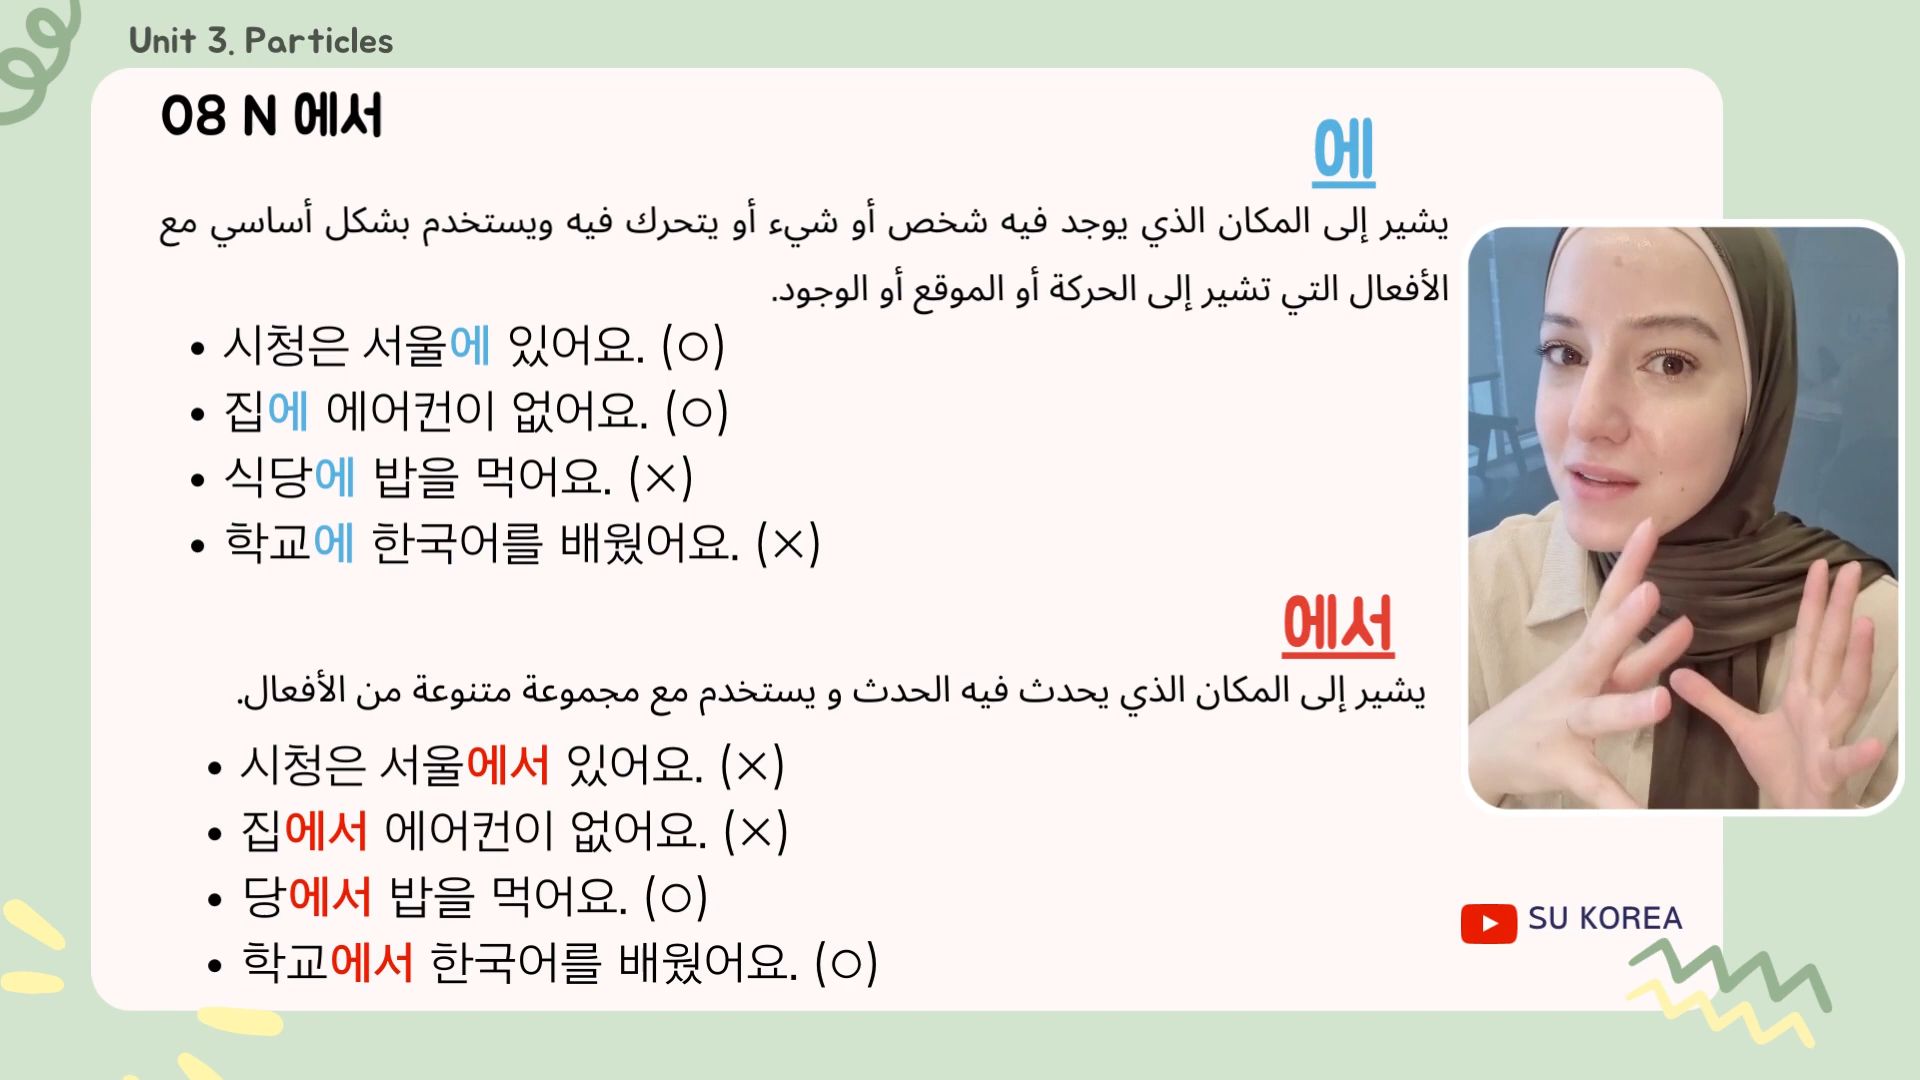 Unit 3. Particles
08 N 에서
에
يشير إلى المكان الذي يوجد فيه شخص أو شيء أو يتحرك فيه ويستخدم بشكل أساسي مع
الأفعال التي تشير إلى الحركة أو الموقع أو الوجود.
• 시청은 서울에 있어요. (○)
• 집에 에어컨이 없어요. (○)
• 식당에 밥을 먹어요. (×)
• 학교에 한국어를 배웠어요. (×)
에서
يشير إلى المكان الذي يحدث فيه الحدث و يستخدم مع مجموعة متنوعة من الأفعال.
• 시청은 서울에서 있어요. (×)
• 집에서 에어컨이 없어요. (×)
• 당에서 밥을 먹어요. (○)
• 학교에서 한국어를 배웠어요. (○)
SU KOREA